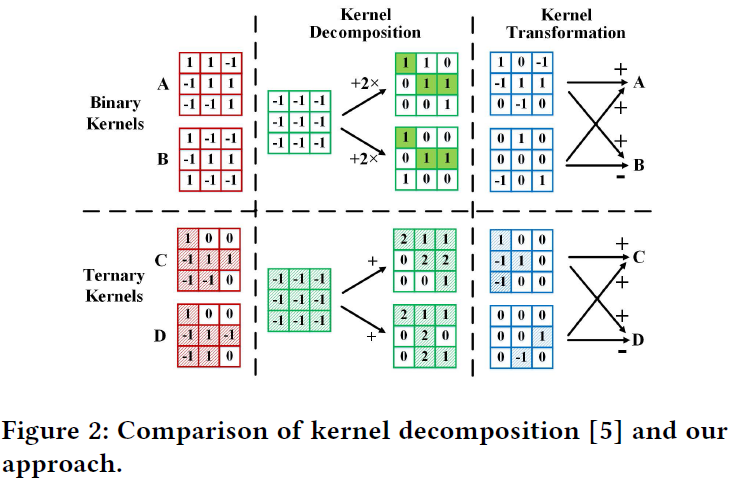 Kernel
Decomposition
Kernel
Transformation
Binary
Kernels
A
1 1 -1
-1 1 1
-1 -1 1
B
1 -1 -1
-1 1 1
1 -1 -1
-1 -1 -1
-1 -1 -1
-1 -1 -1
+2×
+2×
1 1 0
0 1 1
0 0 1
1 0 0
0 1 1
1 0 0
1 0 -1
-1 1 1
0 -1 0
0 1 0
0 0 0
-1 0 1
+
A
+
+
B
-
Ternary
Kernels
C
1 0 0
-1 1 1
-1 -1 0
D
1 0 0
-1 1 -1
-1 1 0
-1 -1 -1
-1 -1 -1
-1 -1 -1
+
+
2 1 1
0 2 2
0 0 1
2 1 1
0 2 0
0 2 1
1 0 0
-1 1 0
-1 0 0
0 0 0
0 0 1
0 -1 0
+
C
+
+
D
-
Figure 2: Comparison of kernel decomposition [5] and our
approach.